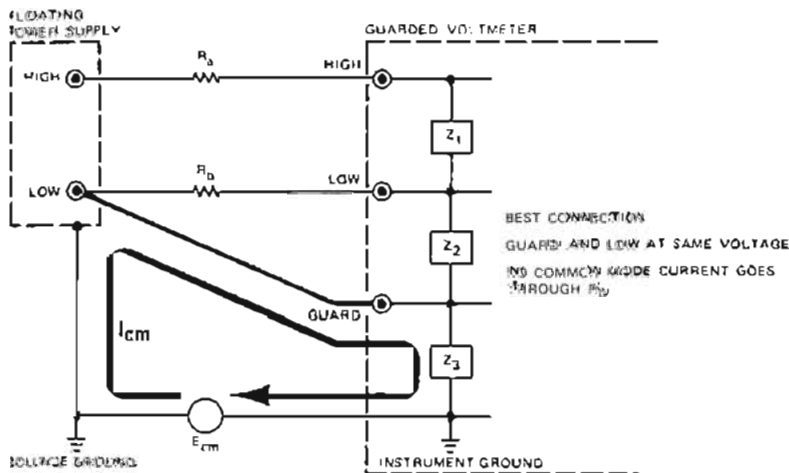 FLOATING
POWER SUPPLY
GUARDED VOLTMETER
HIGH
Ra
HIGH
Z1
LOW
Rb
LOW
Z2
BEST CONNECTION
GUARD AND LOW AT SAME VOLTAGE
NO COMMON MODE CURRENT GOES
THROUGH Rb
GUARD
Icm
Z3
Ecm
SOURCE GROUND
INSTRUMENT GROUND